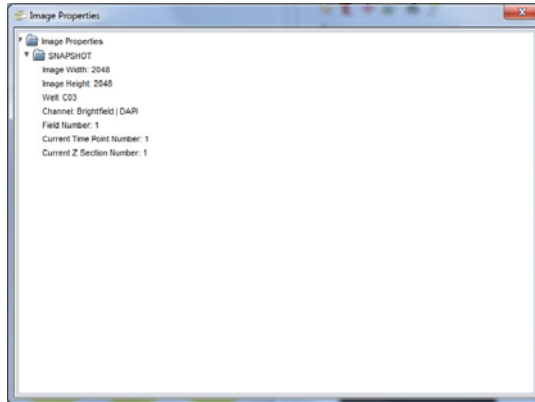 Image Properties
Image Properties
SNAPSHOT
Image Width: 2048
Image Height: 2048
Well: C03
Channel: Brightfield | DAPI
Field Number: 1
Current Time Point Number: 1
Current Z Section Number: 1